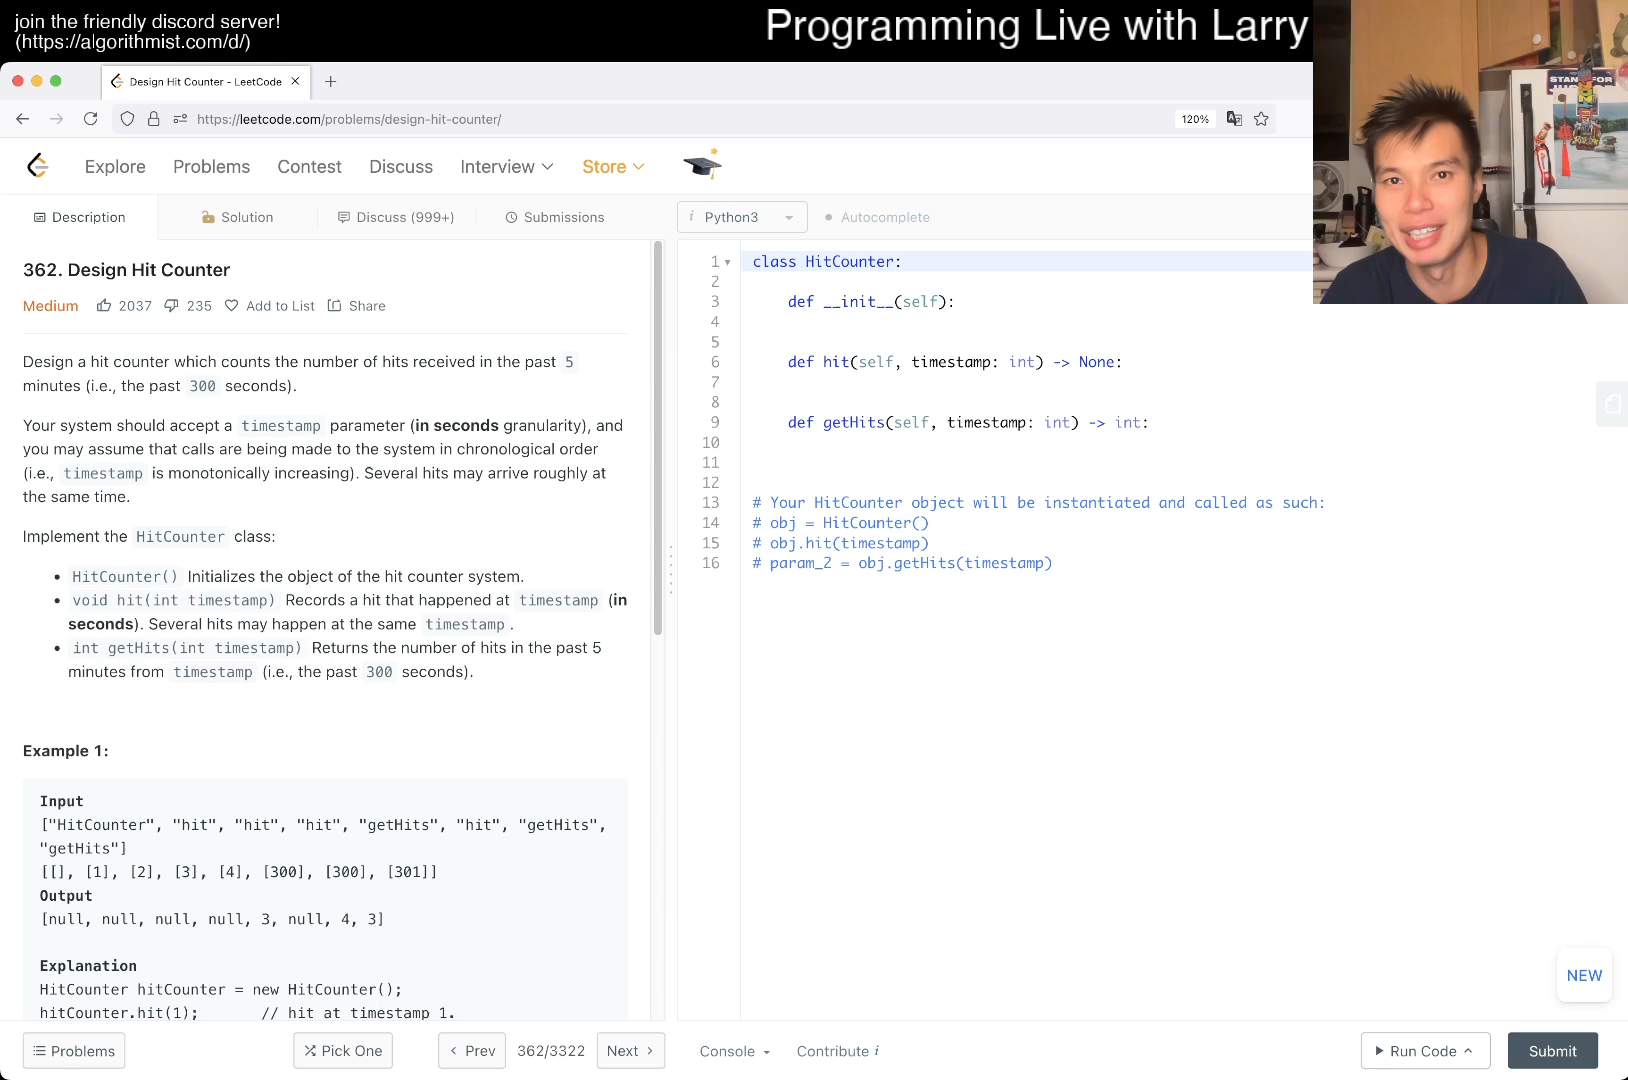 join the friendly discord server!
(https://algorithmist.com/d/)
Programming Live with Larry
Design Hit Counter - LeetCode
https://leetcode.com/problems/design-hit-counter/
120%
Explore Problems Contest Discuss Interview Store
Description Solution Discuss (999+) Submissions
i Python3 Autocomplete
362. Design Hit Counter
Medium 2037 235 Add to List Share
Design a hit counter which counts the number of hits received in the past 5
minutes (i.e., the past 300 seconds).
Your system should accept a timestamp parameter (in seconds granularity), and
you may assume that calls are being made to the system in chronological order
(i.e., timestamp is monotonically increasing). Several hits may arrive roughly at
the same time.
Implement the HitCounter class:
• HitCounter() Initializes the object of the hit counter system.
• void hit(int timestamp) Records a hit that happened at timestamp (in
seconds). Several hits may happen at the same timestamp.
• int getHits(int timestamp) Returns the number of hits in the past 5
minutes from timestamp (i.e., the past 300 seconds).
Example 1:
Input
["HitCounter", "hit", "hit", "hit", "getHits", "hit", "getHits",
"getHits"]
[[], [1], [2], [3], [4], [300], [300], [301]]
Output
[null, null, null, null, 3, null, 4, 3]
Explanation
HitCounter hitCounter = new HitCounter();
hitCounter.hit(1); // hit at timestamp 1.
1 class HitCounter:
2
3 def __init__(self):
4
5
6 def hit(self, timestamp: int) -> None:
7
8
9 def getHits(self, timestamp: int) -> int:
10
11
12
13 # Your HitCounter object will be instantiated and called as such:
14 # obj = HitCounter()
15 # obj.hit(timestamp)
16 # param_2 = obj.getHits(timestamp)
NEW
Problems Pick One Prev 362/3322 Next Console Contribute i Run Code Submit